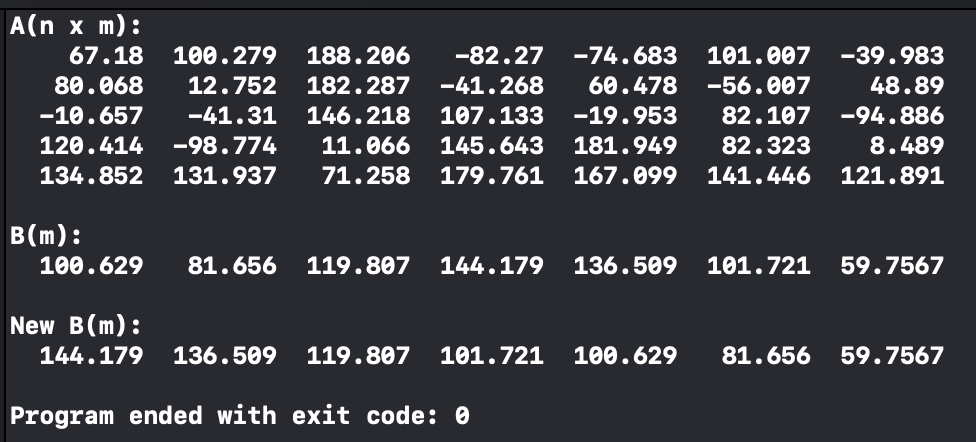 A(n x m):
67.18 100.279 188.206 -82.27 -74.683 101.007 -39.983
80.068 12.752 182.287 -41.268 60.478 -56.007 48.89
-10.657 -41.31 146.218 107.133 -19.953 82.107 -94.886
120.414 -98.774 11.066 145.643 181.949 82.323 8.489
134.852 131.937 71.258 179.761 167.099 141.446 121.891
B(m):
100.629 81.656 119.807 144.179 136.509 101.721 59.7567
New B(m):
144.179 136.509 119.807 101.721 100.629 81.656 59.7567
Program ended with exit code: 0